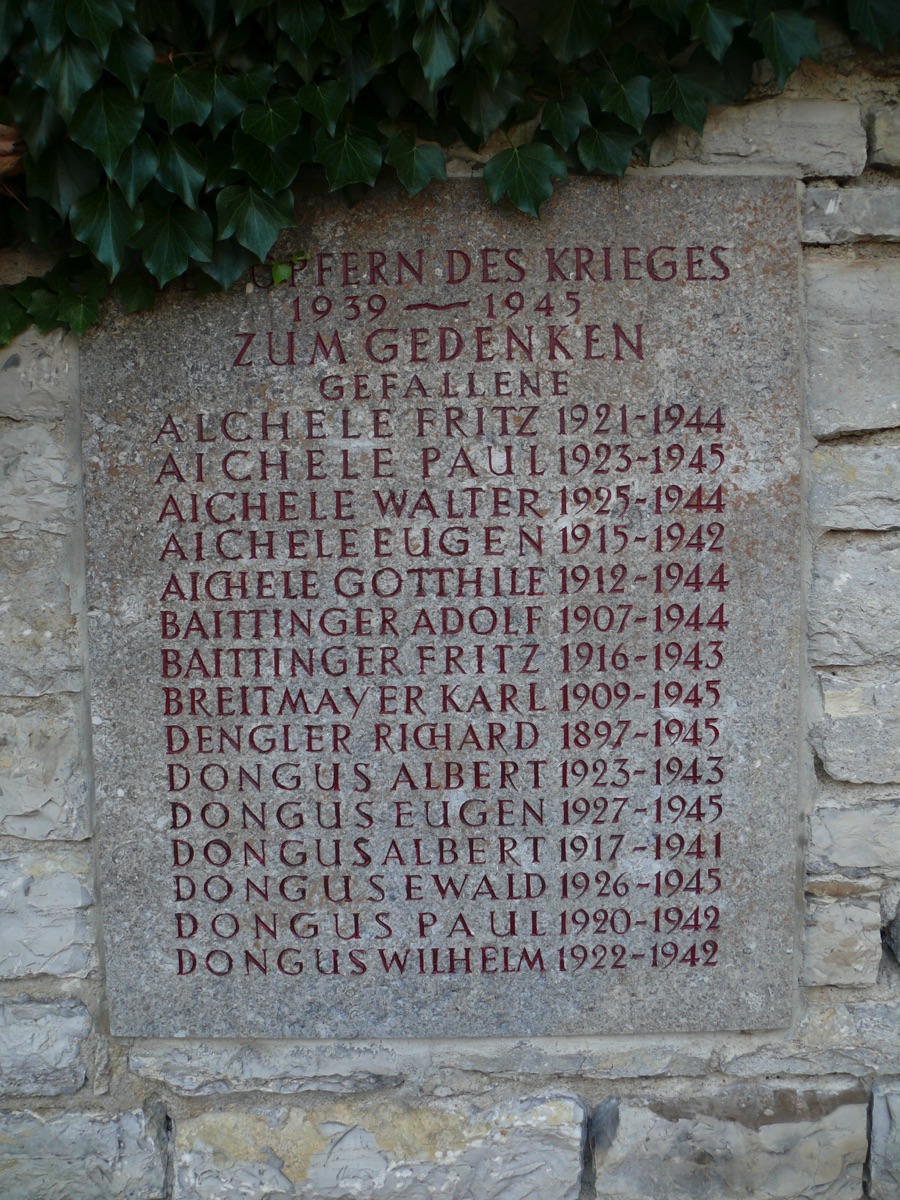 OPFERN DES KRIEGES
1939 — 1945
ZUM GEDENKEN
GEFALLENE
AICHELE FRITZ 1921-1944
AICHELE PAUL 1923-1945
AICHELE WALTER 1925-1944
AICHELE EUGEN 1915-1942
AICHELE GOTTHILF 1912-1944
BAITTINGER ADOLF 1907-1944
BAITTINGER FRITZ 1916-1943
BREITMAYER KARL 1909-1945
DENGLER RICHARD 1897-1945
DONGUS ALBERT 1923-1943
DONGUS EUGEN 1927-1945
DONGUS ALBERT 1917-1941
DONGUS EWALD 1926-1945
DONGUS PAUL 1920-1942
DONGUS WILHELM 1922-1942